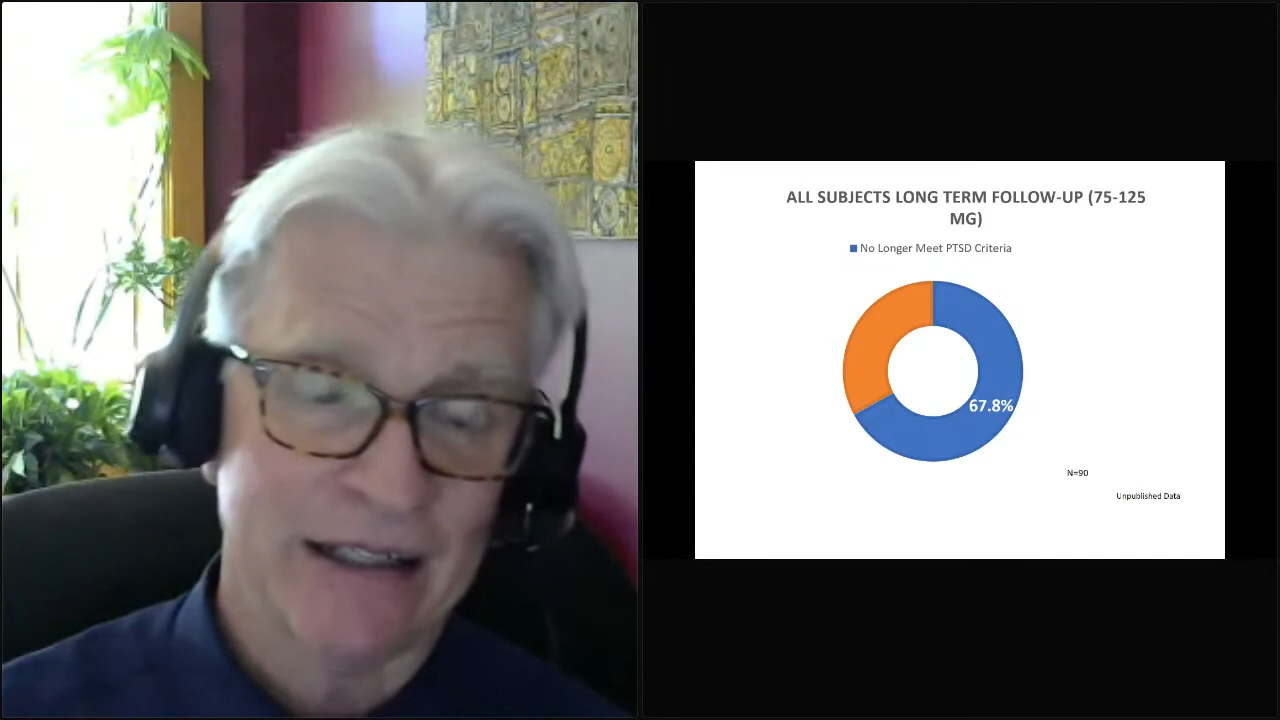 ALL SUBJECTS LONG TERM FOLLOW-UP (75-125
MG)
No Longer Meet PTSD Criteria
67.8%
N=90
Unpublished Data